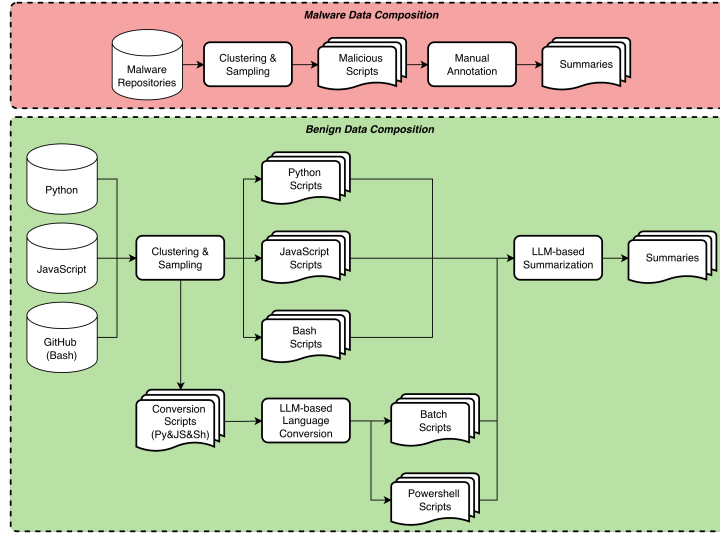 Malware Data Composition
Malware
Repositories
Clustering &
Sampling
Malicious
Scripts
Manual
Annotation
Summaries
Benign Data Composition
Python
JavaScript
GitHub
(Bash)
Clustering &
Sampling
Python
Scripts
JavaScript
Scripts
Bash
Scripts
LLM-based
Summarization
Summaries
Conversion
Scripts
(Py&JS&Sh)
LLM-based
Language
Conversion
Batch
Scripts
Powershell
Scripts